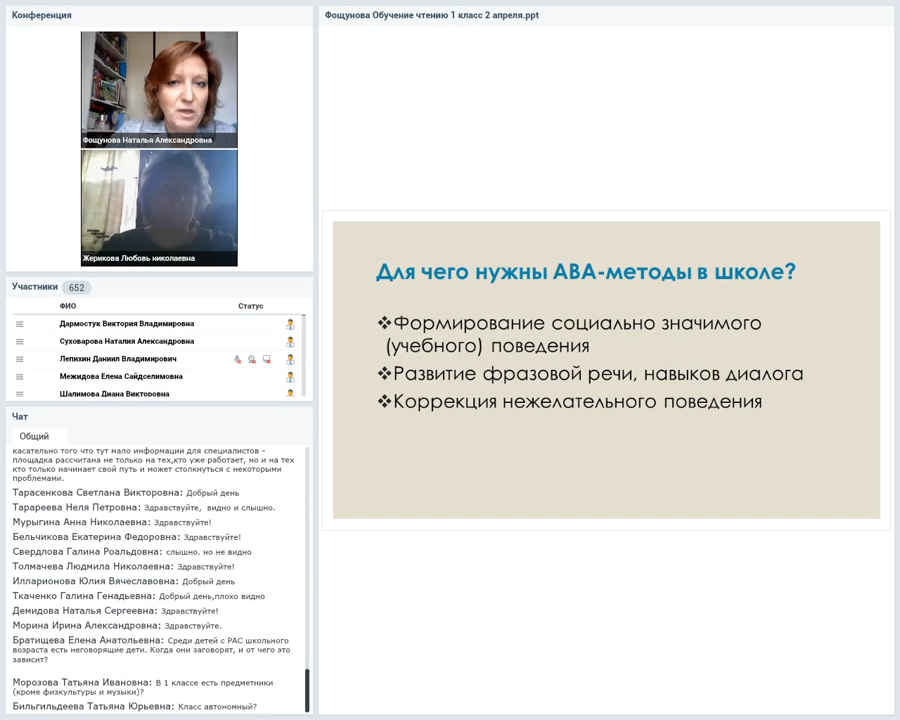 Конференция
Фощунова Наталья Александровна
Жерикова Любовь николаевна
Участники 652
ФИО Статус
Дармостук Виктория Владимировна
Суховарова Наталия Александровна
Лепихин Даниил Владимирович
Межидова Елена Сайдселимовна
Шалимова Диана Викторовна
Чат
Общий
касательно того что тут мало информации для специалистов -
площадка рассчитана не только на тех,кто уже работает, но и на тех
кто только начинает свой путь и может столкнуться с некоторыми
проблемами.
Тарасенкова Светлана Викторовна: Добрый день
Тарареева Неля Петровна: Здравствуйте, видно и слышно.
Мурыгина Анна Николаевна: Здравствуйте!
Бельчикова Екатерина Федоровна: Здравствуйте!
Свердлова Галина Роальдовна: слышно. но не видно
Толмачева Людмила Николаевна: Здравствуйте!
Илларионова Юлия Вячеславовна: Добрый день
Ткаченко Галина Генадьевна: Добрый день,плохо видно
Демидова Наталья Сергеевна: Здравствуйте!
Морина Ирина Александровна: Здравствуйте.
Братищева Елена Анатольевна: Среди детей с РАС школьного
возраста есть неговорящие дети. Когда они заговорят, и от чего это
зависит?
Морозова Татьяна Ивановна: В 1 классе есть предметники
(кроме физкультуры и музыки)?
Бильгильдеева Татьяна Юрьевна: Класс автономный?
Фощунова Обучение чтению 1 класс 2 апреля.ppt
Для чего нужны АВА-методы в школе?
❖Формирование социально значимого
(учебного) поведения
❖Развитие фразовой речи, навыков диалога
❖Коррекция нежелательного поведения